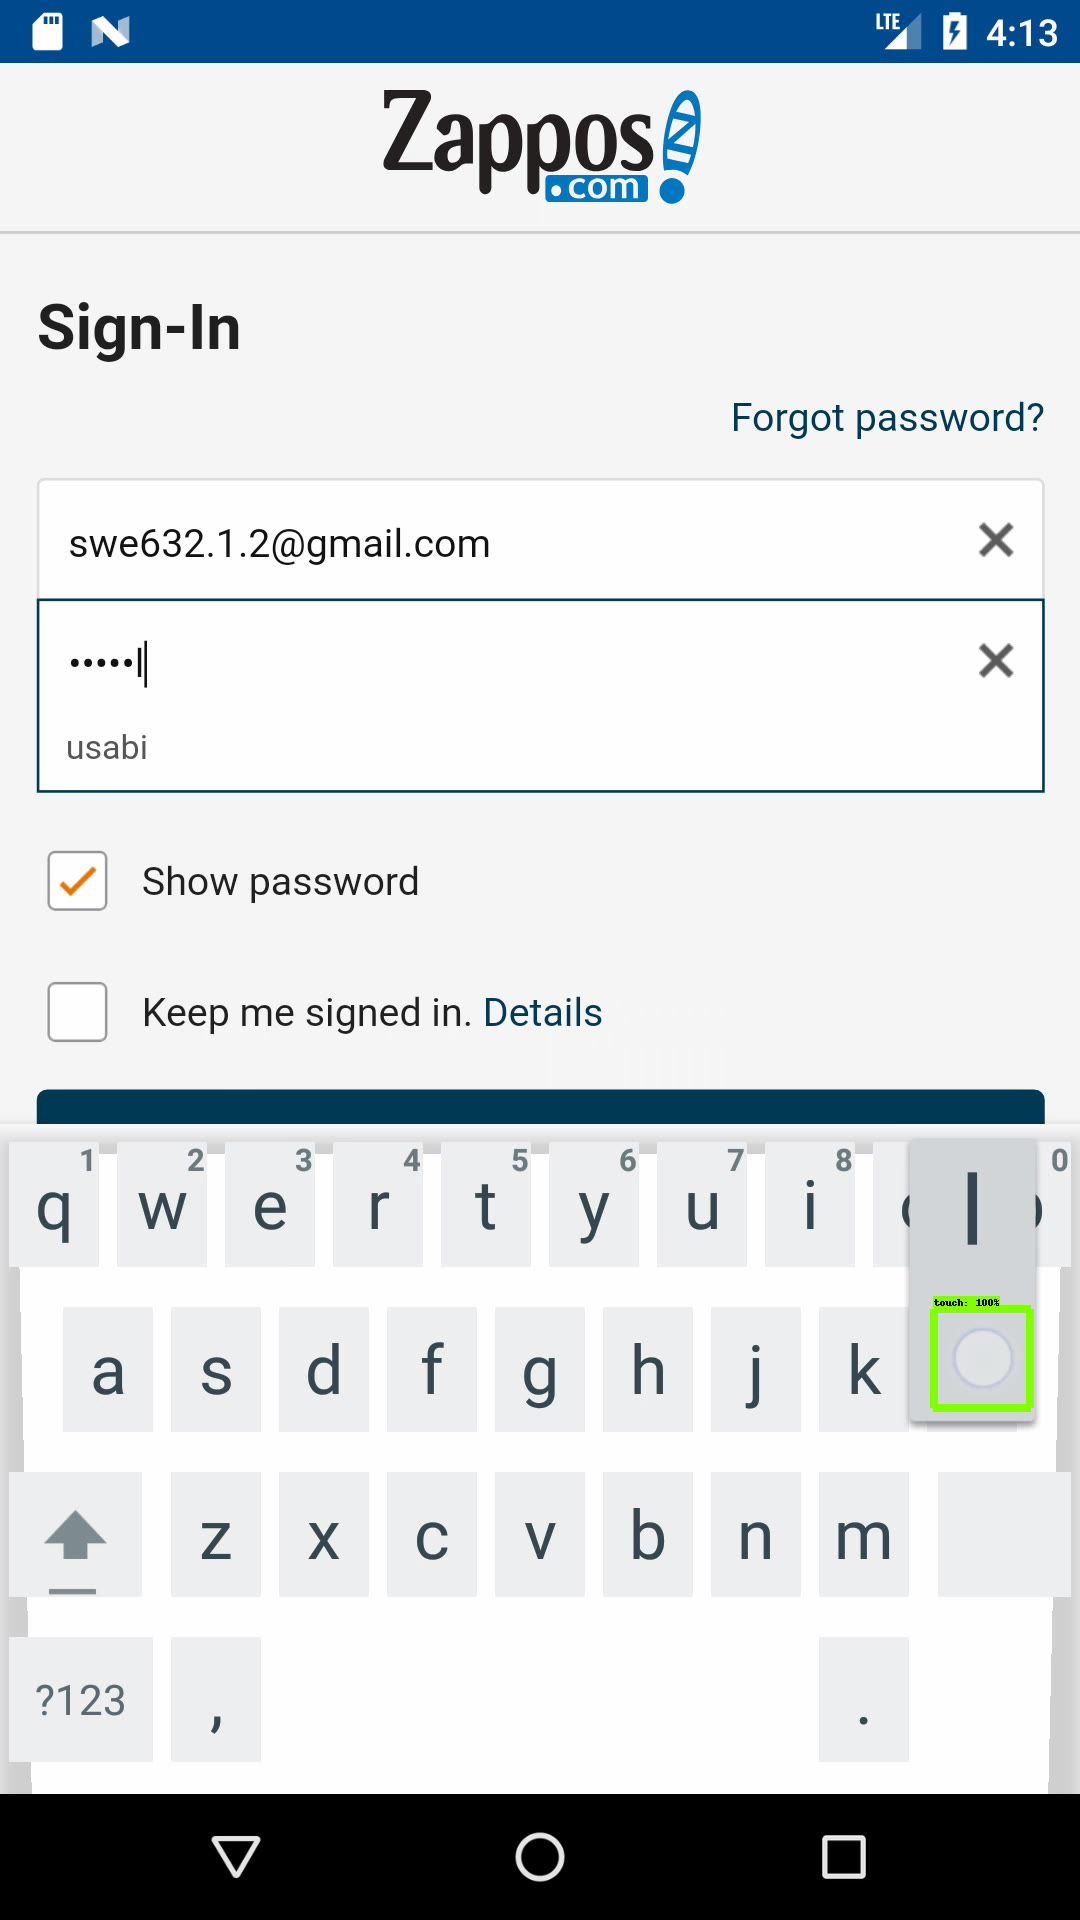 LTE 4:13
Zappos
.com
Sign-In
Forgot password?
swe632.1.2@gmail.com
•••••l
usabi
Show password
Keep me signed in. Details
1 2 3 4 5 6 7 8 0
q w e r t y u i l
touch: 100%
a s d f g h j k
z x c v b n m
?123 , .